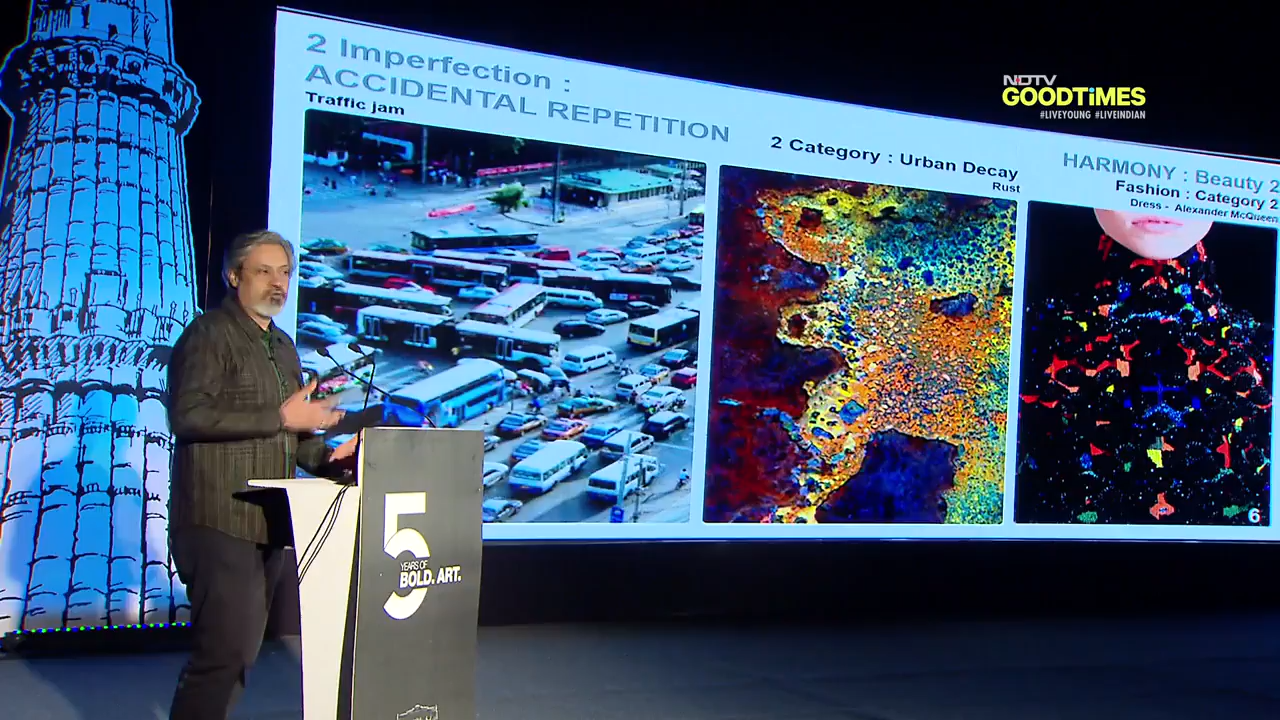 2 Imperfection :
ACCIDENTAL REPETITION
Traffic jam
2 Category : Urban Decay
Rust
HARMONY : Beauty 2
Fashion : Category 2
Dress - Alexander McQueen
6
NDTV
GOODTiMES
#LIVEYOUNG #LIVEINDIAN
5
YEARS OF
BOLD. ART.